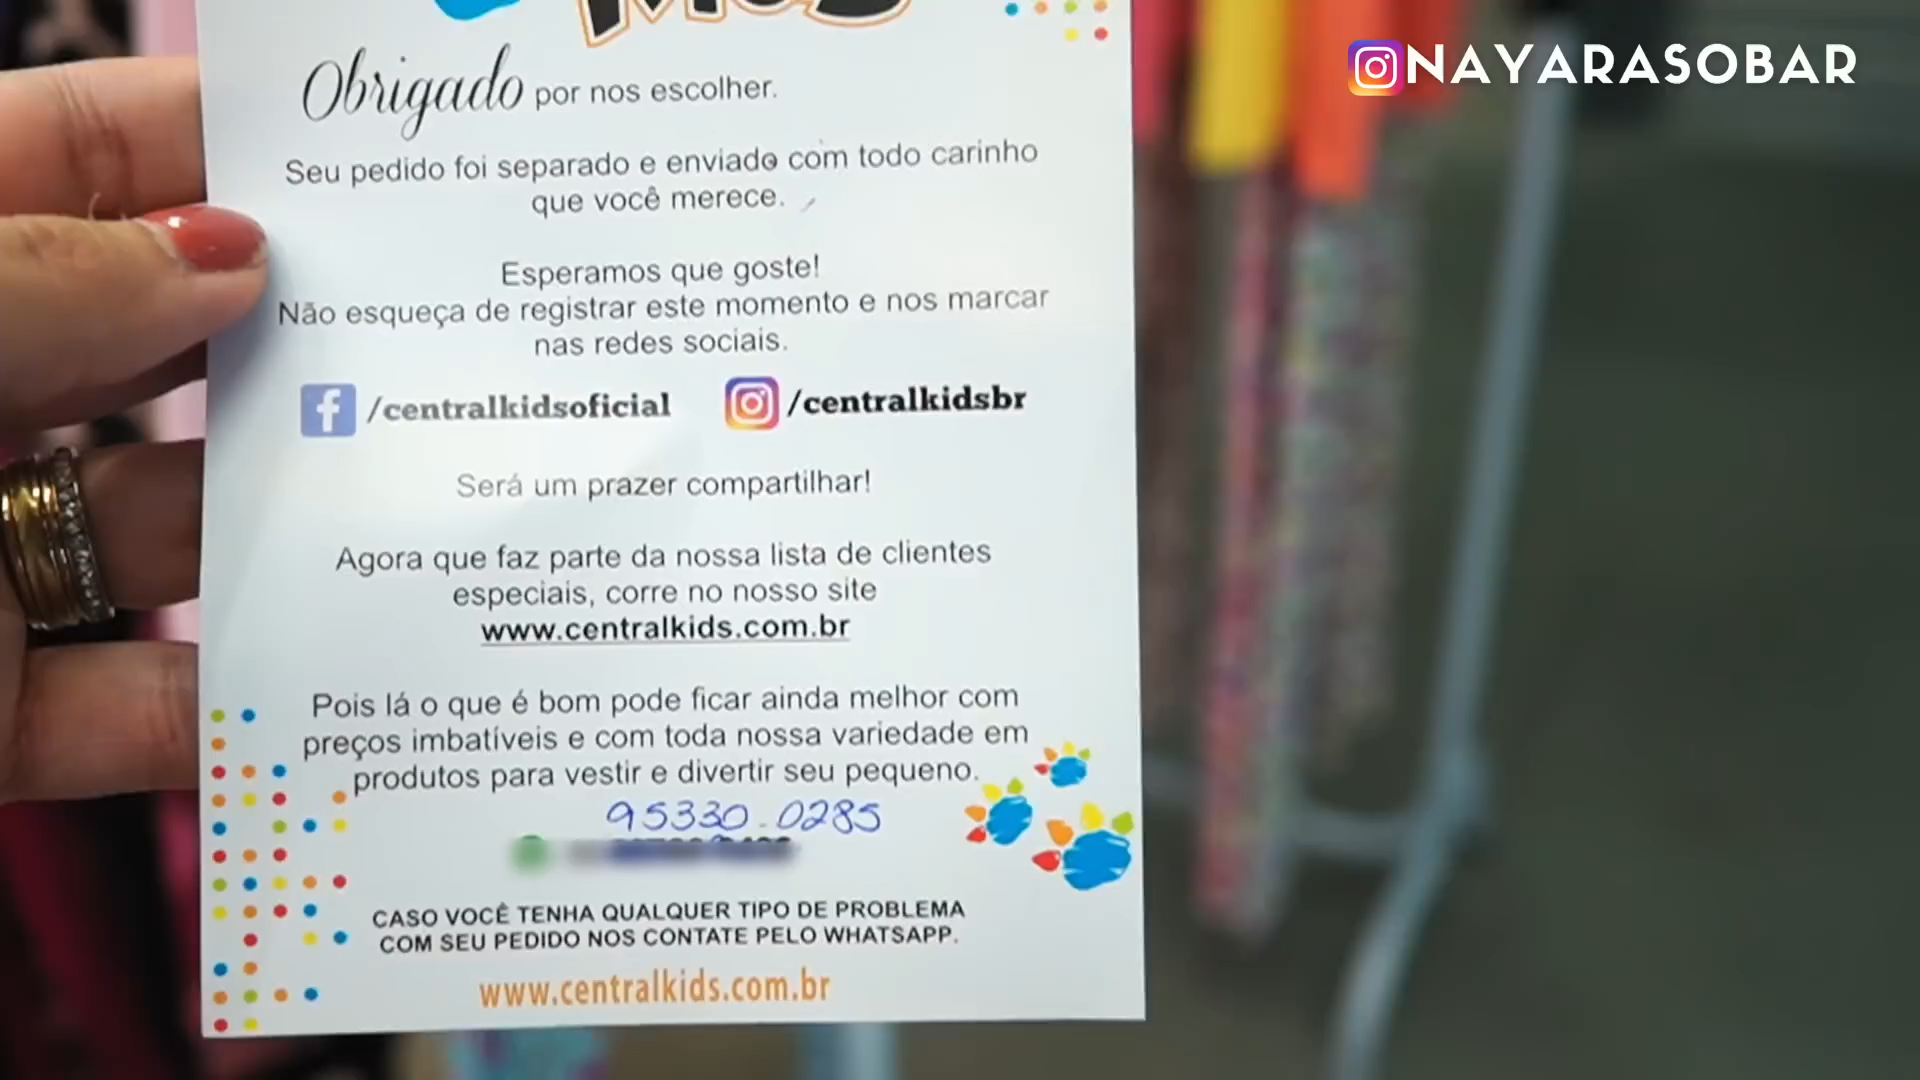 NAYARASOBAR
Obrigado por nos escolher.
Seu pedido foi separado e enviado com todo carinho
que você merece.
Esperamos que goste!
Não esqueça de registrar este momento e nos marcar
nas redes sociais.
/centralkidsoficial /centralkidsbr
Será um prazer compartilhar!
Agora que faz parte da nossa lista de clientes
especiais, corre no nosso site
www.centralkids.com.br
Pois lá o que é bom pode ficar ainda melhor com
preços imbatíveis e com toda nossa variedade em
produtos para vestir e divertir seu pequeno.
95330-0285
CASO VOCÊ TENHA QUALQUER TIPO DE PROBLEMA
COM SEU PEDIDO NOS CONTATE PELO WHATSAPP.
www.centralkids.com.br